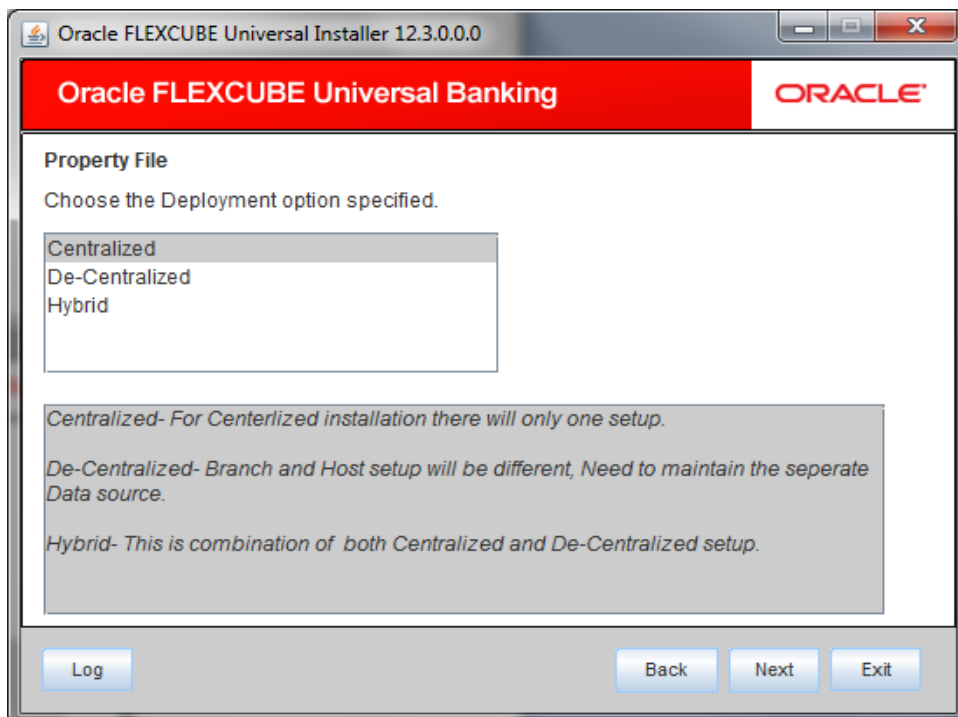 Oracle FLEXCUBE Universal Installer 12.3.0.0.0
Oracle FLEXCUBE Universal Banking
ORACLE
Property File
Choose the Deployment option specified.
Centralized
De-Centralized
Hybrid
Centralized- For Centerlized installation there will only one setup.
De-Centralized- Branch and Host setup will be different, Need to maintain the seperate
Data source.
Hybrid- This is combination of both Centralized and De-Centralized setup.
Log
Back
Next
Exit